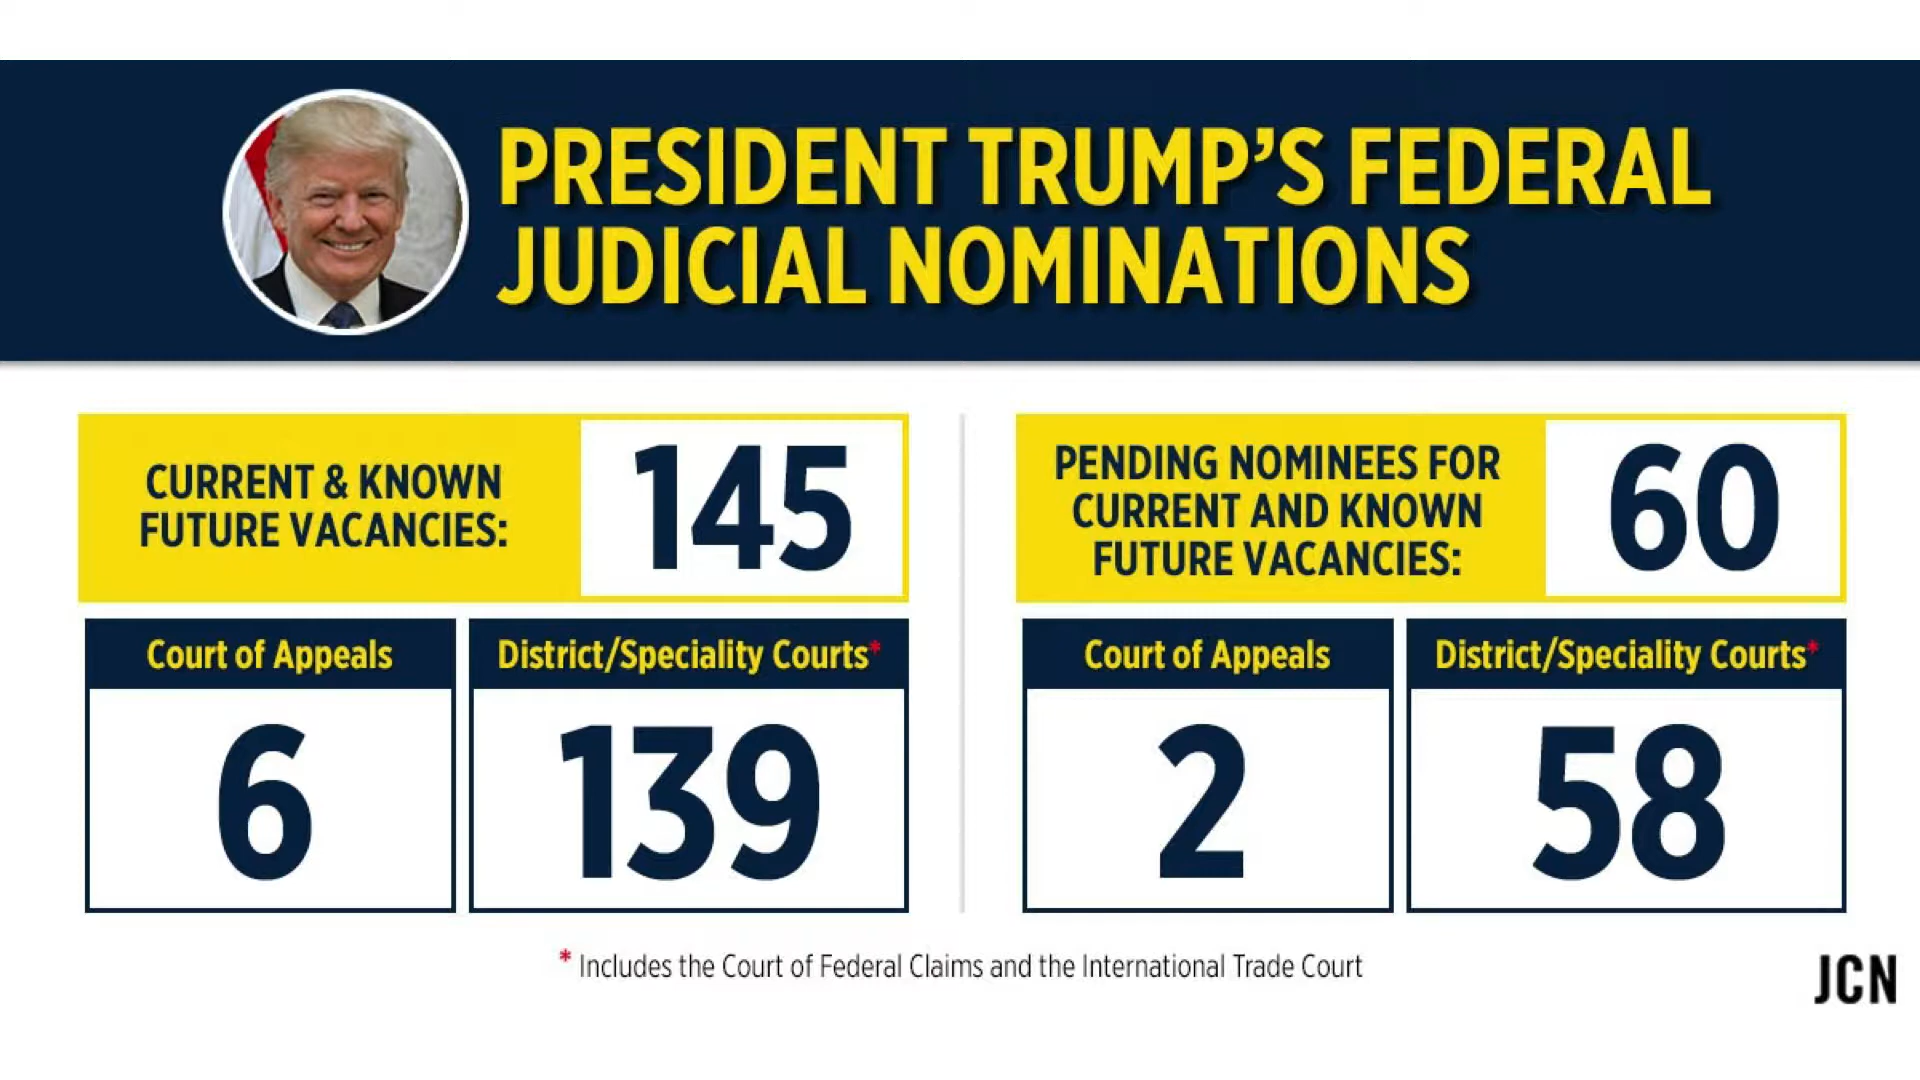 PRESIDENT TRUMP’S FEDERAL
JUDICIAL NOMINATIONS
CURRENT & KNOWN
FUTURE VACANCIES:
145
Court of Appeals
6
District/Speciality Courts*
139
PENDING NOMINEES FOR
CURRENT AND KNOWN
FUTURE VACANCIES:
60
Court of Appeals
2
District/Speciality Courts*
58
* Includes the Court of Federal Claims and the International Trade Court
JCN